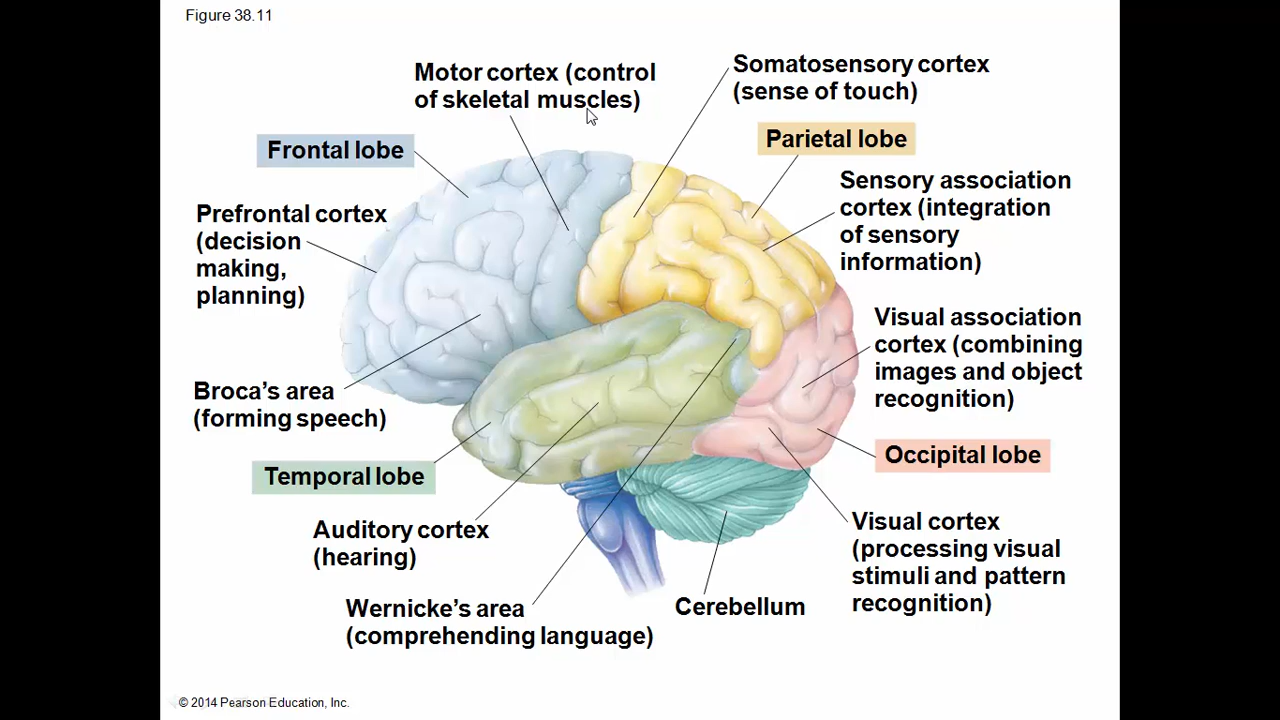 Figure 38.11
Motor cortex (control
of skeletal muscles)
Somatosensory cortex
(sense of touch)
Frontal lobe
Parietal lobe
Sensory association
cortex (integration
of sensory
information)
Prefrontal cortex
(decision
making,
planning)
Visual association
cortex (combining
images and object
recognition)
Broca's area
(forming speech)
Occipital lobe
Temporal lobe
Auditory cortex
(hearing)
Visual cortex
(processing visual
stimuli and pattern
recognition)
Wernicke's area
(comprehending language)
Cerebellum
© 2014 Pearson Education, Inc.